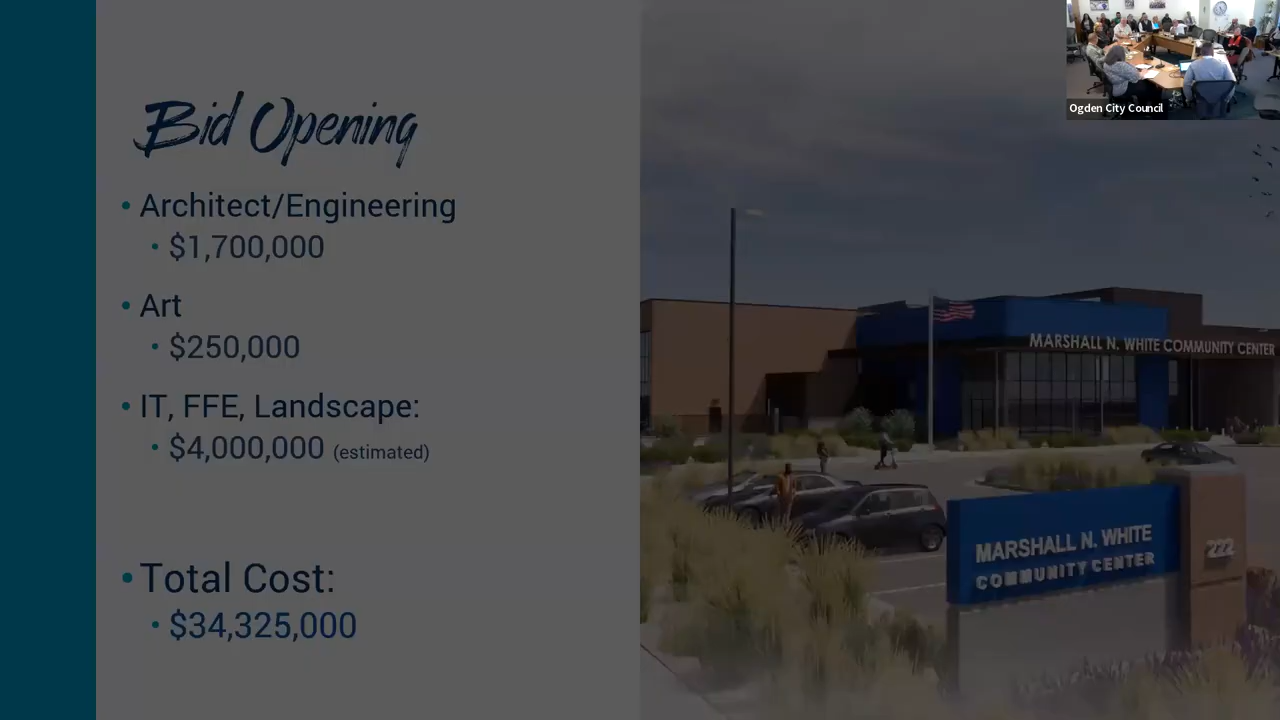 Ogden City Council
Bid Opening
• Architect/Engineering
• $1,700,000
• Art
• $250,000
• IT, FFE, Landscape:
• $4,000,000 (estimated)
• Total Cost:
• $34,325,000
MARSHALL N. WHITE COMMUNITY CENTER
MARSHALL N. WHITE
COMMUNITY CENTER
222